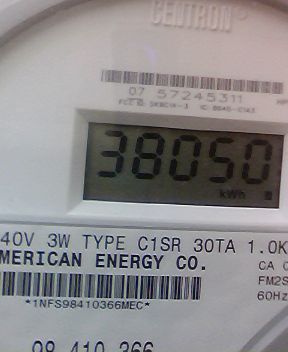 CENTRON
07 57245311
38050
kWh
40V 3W TYPE C1SR 30TA 1.0K
MERICAN ENERGY CO.
CA 0
FM2S
60Hz
*1NFS98410366MEC*
98 410 366